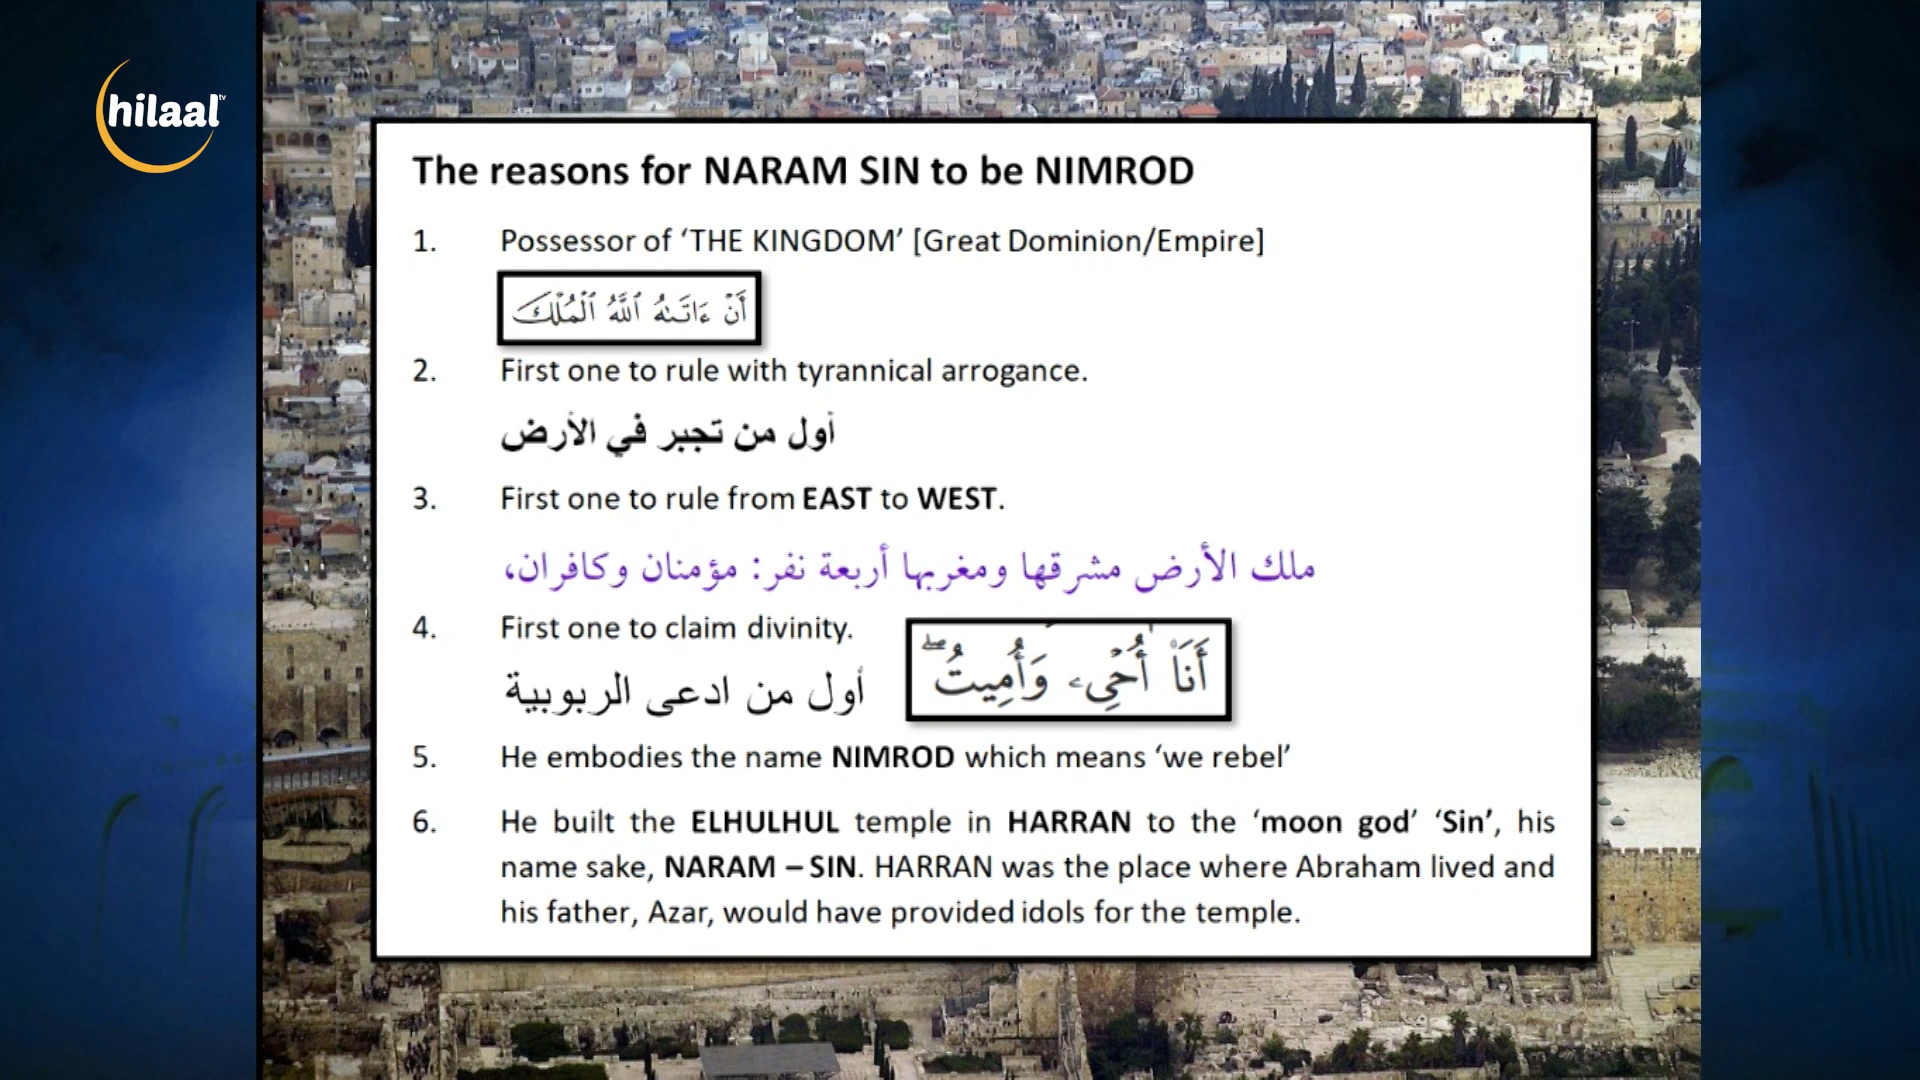 hilaal tv
The reasons for NARAM SIN to be NIMROD
1. Possessor of ‘THE KINGDOM’ [Great Dominion/Empire]
أَنْ ءَاتَىٰهُ ٱللَّهُ ٱلْمُلْكَ
2. First one to rule with tyrannical arrogance.
أول من تجبر في الأرض
3. First one to rule from EAST to WEST.
ملك الأرض مشرقها ومغربها أربعة نفر: مؤمنان وكافران،
4. First one to claim divinity.
أَنَا۠ أُحْىِۦ وَأُمِيتُ ۖ
أول من ادعى الربوبية
5. He embodies the name NIMROD which means ‘we rebel’
6. He built the ELHULHUL temple in HARRAN to the ‘moon god’ ‘Sin’, his
name sake, NARAM – SIN. HARRAN was the place where Abraham lived and
his father, Azar, would have provided idols for the temple.